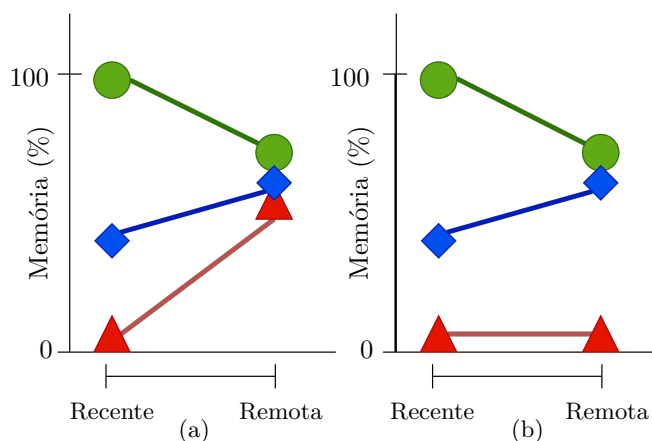 100
Memória (%)
0
Recente
Remota
(a)
100
Memória (%)
0
Recente
Remota
(b)